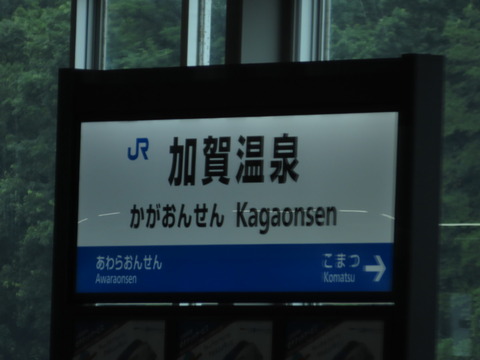 JR 加賀温泉
かがおんせん Kagaonsen
あわらおんせん こまつ →
Awaraonsen Komatsu